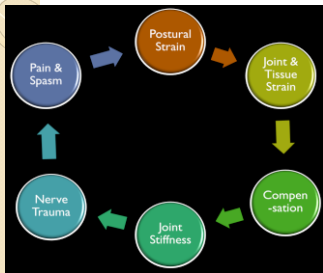 Postural
Strain
Joint &
Tissue
Strain
Compen
-sation
Joint
Stiffness
Nerve
Trauma
Pain &
Spasm